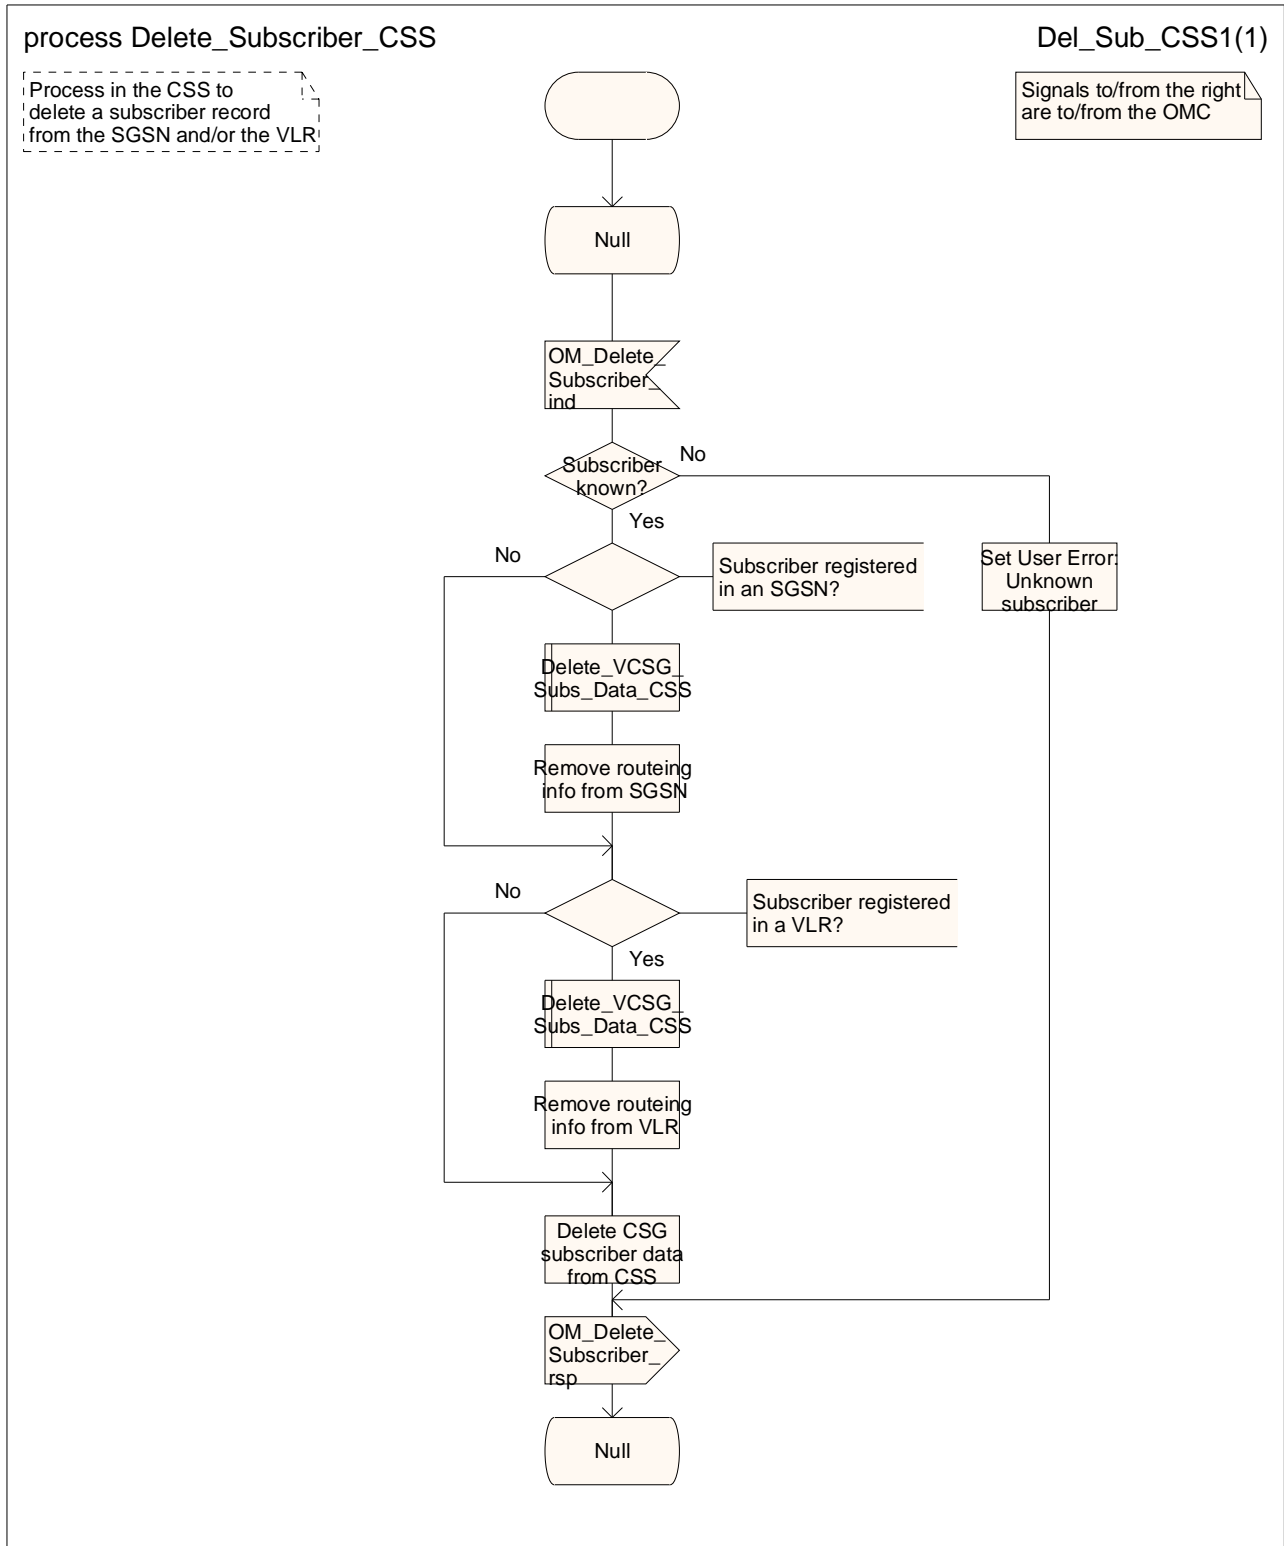 process Delete_Subscriber_CSS
Del_Sub_CSS1(1)
Process in the CSS to
delete a subscriber record
from the SGSN and/or the VLR
Signals to/from the right
are to/from the OMC
Null
OM_Delete_
Subscriber_
ind
Subscriber
known?
No
Yes
No
Subscriber registered
in an SGSN?
Set User Error:
Unknown
subscriber
Delete_VCSG_
Subs_Data_CSS
Remove routeing
info from SGSN
No
Subscriber registered
in a VLR?
Yes
Delete_VCSG_
Subs_Data_CSS
Remove routeing
info from VLR
Delete CSG
subscriber data
from CSS
OM_Delete_
Subscriber_
rsp
Null